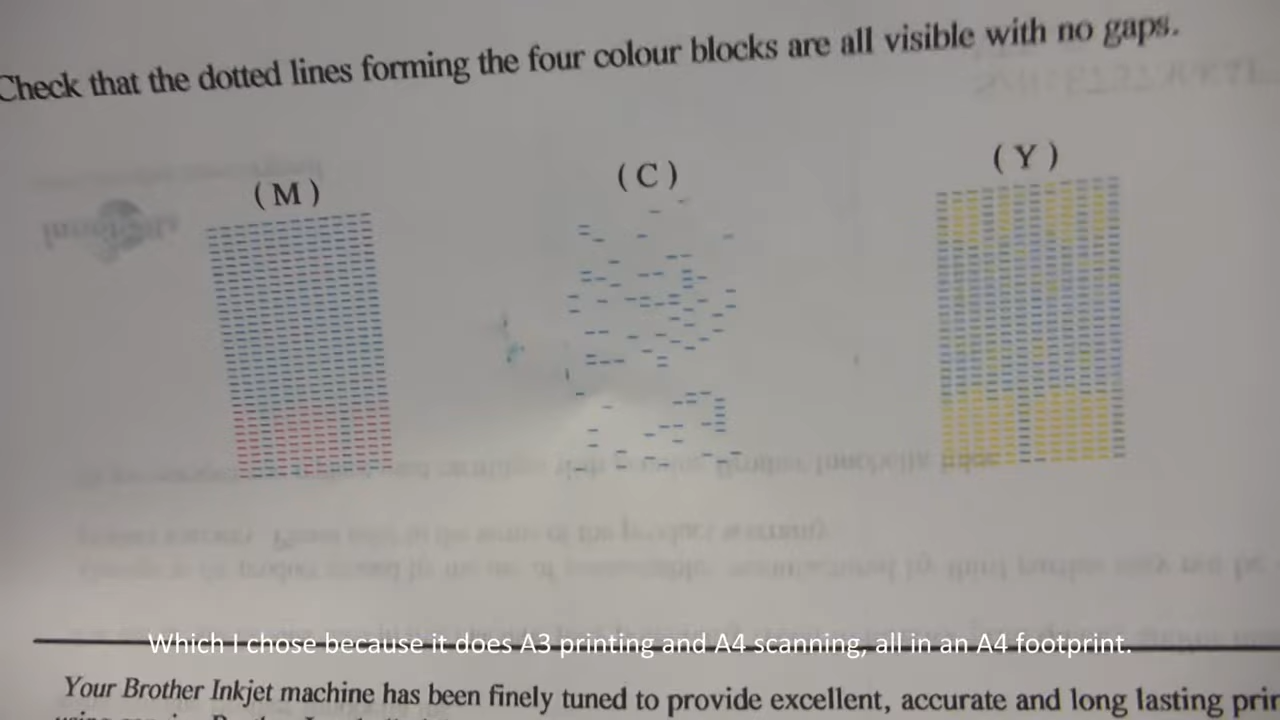 Check that the dotted lines forming the four colour blocks are all visible with no gaps.
(M)
(C)
(Y)
Which I chose because it does A3 printing and A4 scanning, all in an A4 footprint.
Your Brother Inkjet machine has been finely tuned to provide excellent, accurate and long lasting